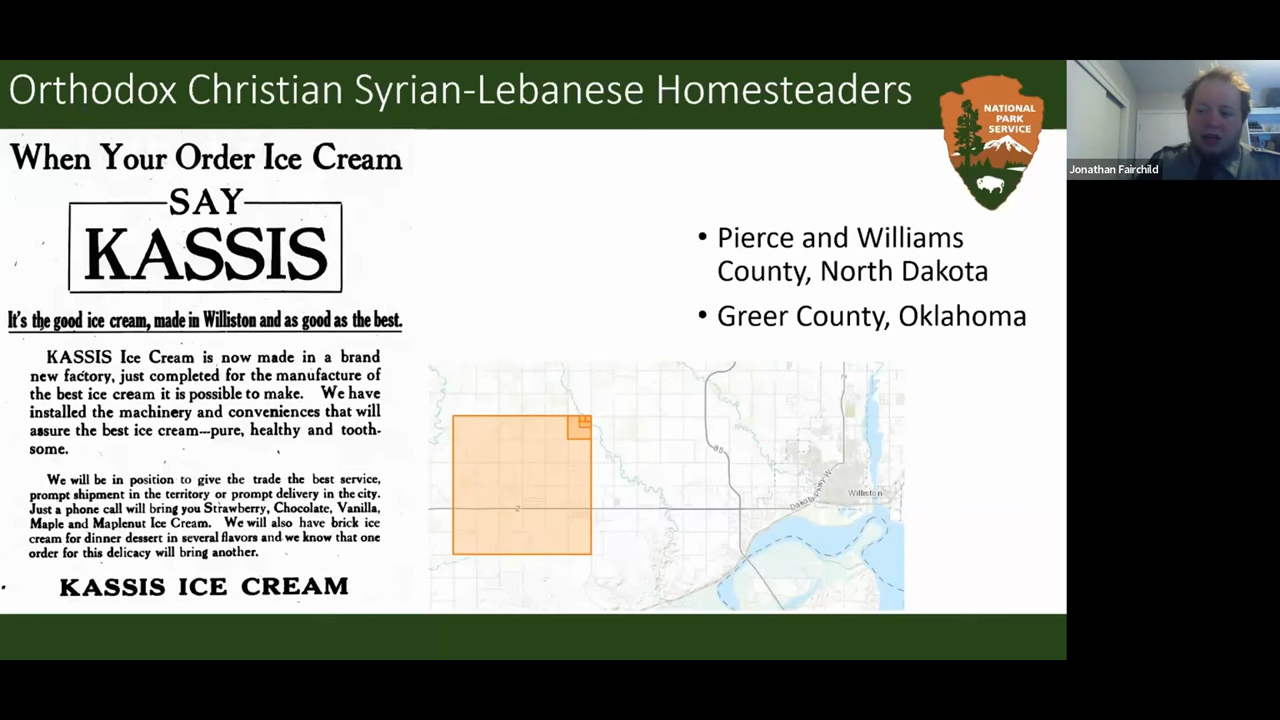 Orthodox Christian Syrian-Lebanese Homesteaders
NATIONAL
PARK
SERVICE
Jonathan Fairchild
When Your Order Ice Cream
SAY
KASSIS
It's the good ice cream, made in Williston and as good as the best.
KASSIS Ice Cream is now made in a brand
new factory, just completed for the manufacture of
the best ice cream it is possible to make. We have
installed the machinery and conveniences that will
assure the best ice cream--pure, healthy and tooth-
some.
We will be in position to give the trade the best service,
prompt shipment in the territory or prompt delivery in the city.
Just a phone call will bring you Strawberry, Chocolate, Vanilla,
Maple and Maplenut Ice Cream. We will also have brick ice
cream for dinner dessert in several flavors and we know that one
order for this delicacy will bring another.
KASSIS ICE CREAM
• Pierce and Williams
County, North Dakota
• Greer County, Oklahoma
85
2
Dakota Pkwy W
Williston